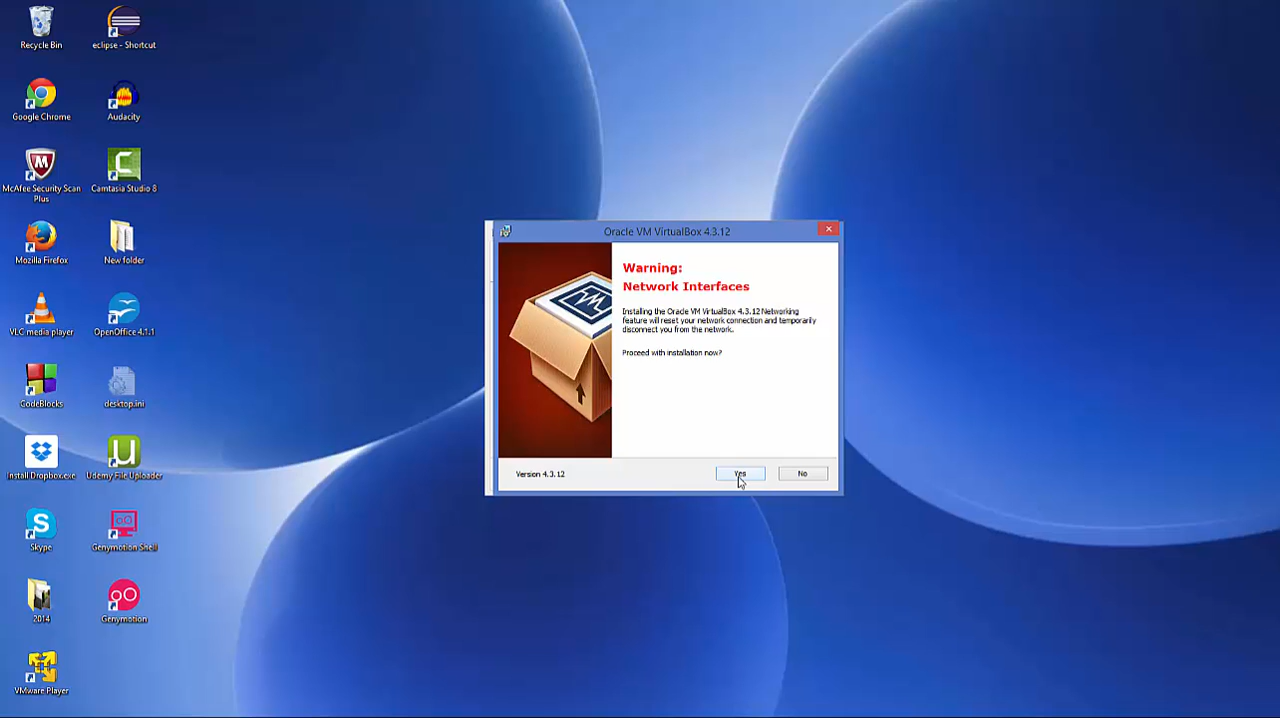 Recycle Bin
eclipse - Shortcut
Google Chrome
Audacity
McAfee Security Scan
Plus
Camtasia Studio 8
Mozilla Firefox
New folder
VLC media player
OpenOffice 4.1.1
CodeBlocks
desktop.ini
Install Dropbox.exe
Udemy File Uploader
Skype
Genymotion Shell
2014
Genymotion
VMware Player
Oracle VM VirtualBox 4.3.12
Warning:
Network Interfaces
Installing the Oracle VM VirtualBox 4.3.12 Networking
feature will reset your network connection and temporarily
disconnect you from the network.
Proceed with installation now?
Version 4.3.12
Yes
No